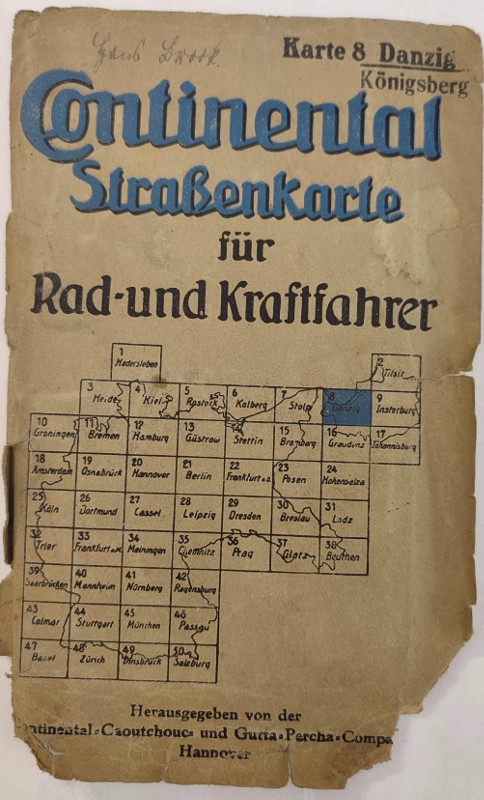 Hans Brook.
Karte 8 Danzig
Königsberg
Continental
Straßenkarte
für
Rad-und Kraftfahrer
1 Hadersleben
2 Tilsit
3 Heide 4 Kiel 5 Rostock 6 Kolberg 7 Stolp 8 Danzig 9 Insterburg
10 Groningen 11 Bremen 12 Hamburg 13 Güstrow 14 Stettin 15 Bromberg 16 Graudenz 17 Johannisburg
18 Amsterdam 19 Osnabrück 20 Hannover 21 Berlin 22 Frankfurt a.O. 23 Posen 24 Hohensalza
25 Köln 26 Dortmund 27 Cassel 28 Leipzig 29 Dresden 30 Breslau 31 Lodz
32 Trier 33 Frankfurt a.M. 34 Meiningen 35 Chemnitz 36 Prag 37 Glatz 38 Beuthen
39 Saarbrücken 40 Mannheim 41 Nürnberg 42 Regensburg
43 Colmar 44 Stuttgart 45 München 46 Passau
47 Basel 48 Zürich 49 Innsbruck 50 Salzburg
Herausgegeben von der
ontinental-Caoutchouc- und Gutta-Percha-Compa
Hannover